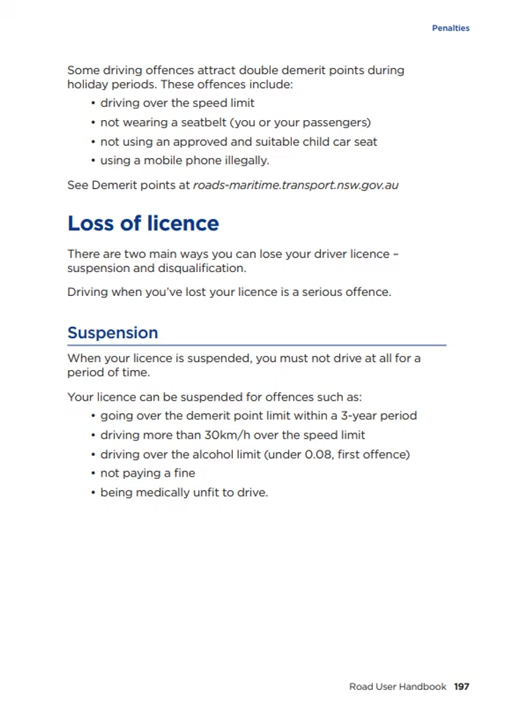 Penalties
Some driving offences attract double demerit points during
holiday periods. These offences include:
• driving over the speed limit
• not wearing a seatbelt (you or your passengers)
• not using an approved and suitable child car seat
• using a mobile phone illegally.
See Demerit points at roads-maritime.transport.nsw.gov.au
Loss of licence
There are two main ways you can lose your driver licence –
suspension and disqualification.
Driving when you’ve lost your licence is a serious offence.
Suspension
When your licence is suspended, you must not drive at all for a
period of time.
Your licence can be suspended for offences such as:
• going over the demerit point limit within a 3-year period
• driving more than 30km/h over the speed limit
• driving over the alcohol limit (under 0.08, first offence)
• not paying a fine
• being medically unfit to drive.
Road User Handbook 197